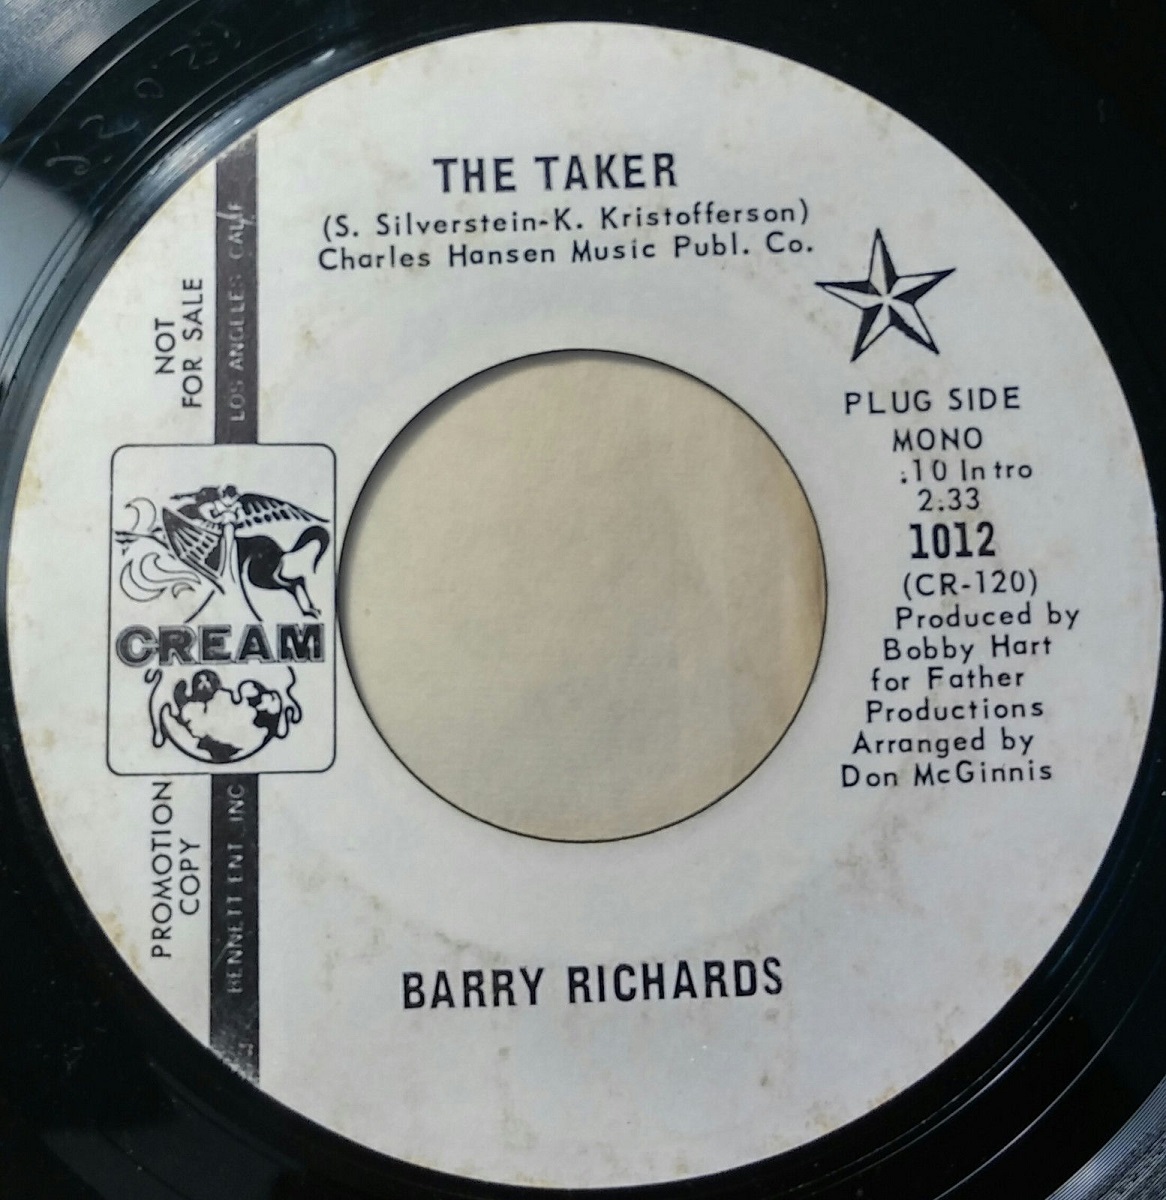 THE TAKER
(S. Silverstein-K. Kristofferson)
Charles Hansen Music Publ. Co.
NOT
FOR SALE
LOS ANGELES CALIF
PLUG SIDE
MONO
:10 Intro
2:33
1012
(CR-120)
Produced by
Bobby Hart
for Father
Productions
Arranged by
Don McGinnis
CREAM
PROMOTION
COPY
BENNETT ENT. INC
BARRY RICHARDS